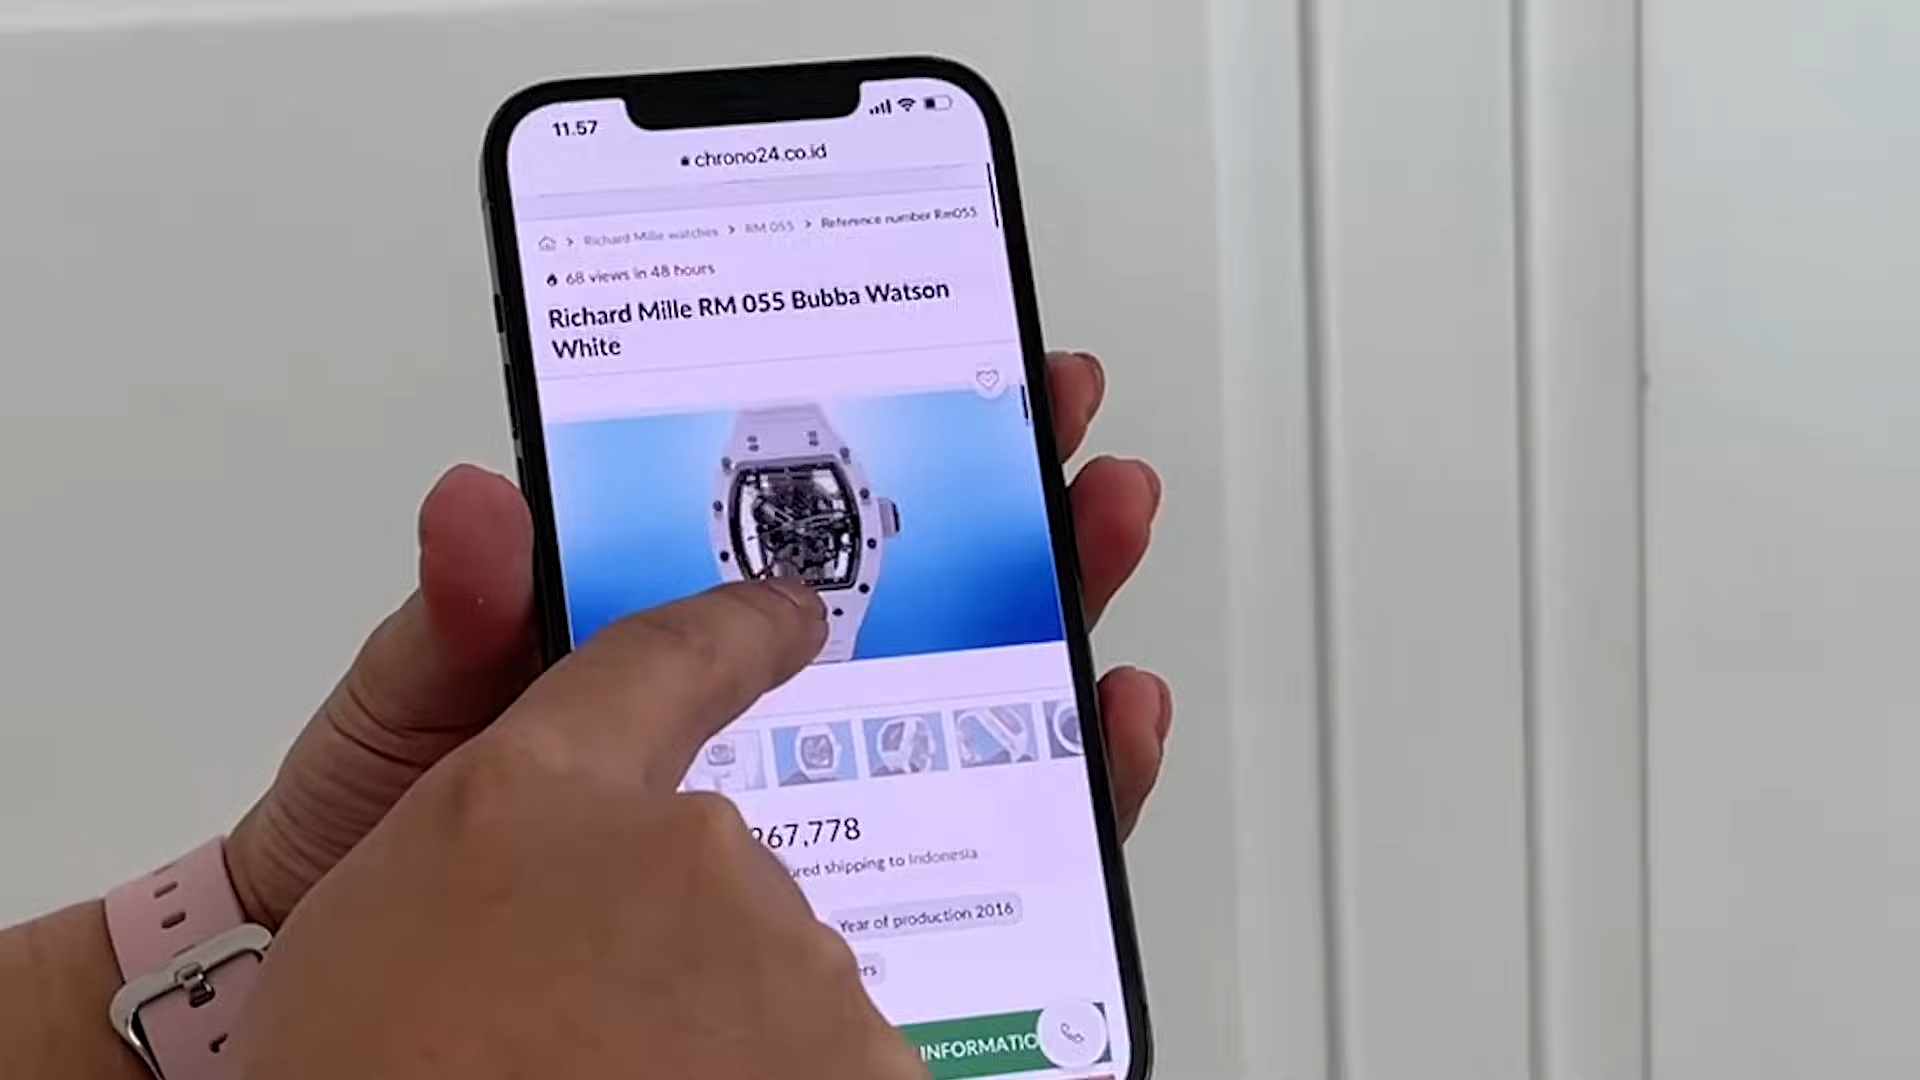 11.57
chrono24.co.id
Richard Mille watches > RM 055 > Reference number Rm055
68 views in 48 hours
Richard Mille RM 055 Bubba Watson
White
67,778
shipping to Indonesia
Year of production 2016
INFORMATIO